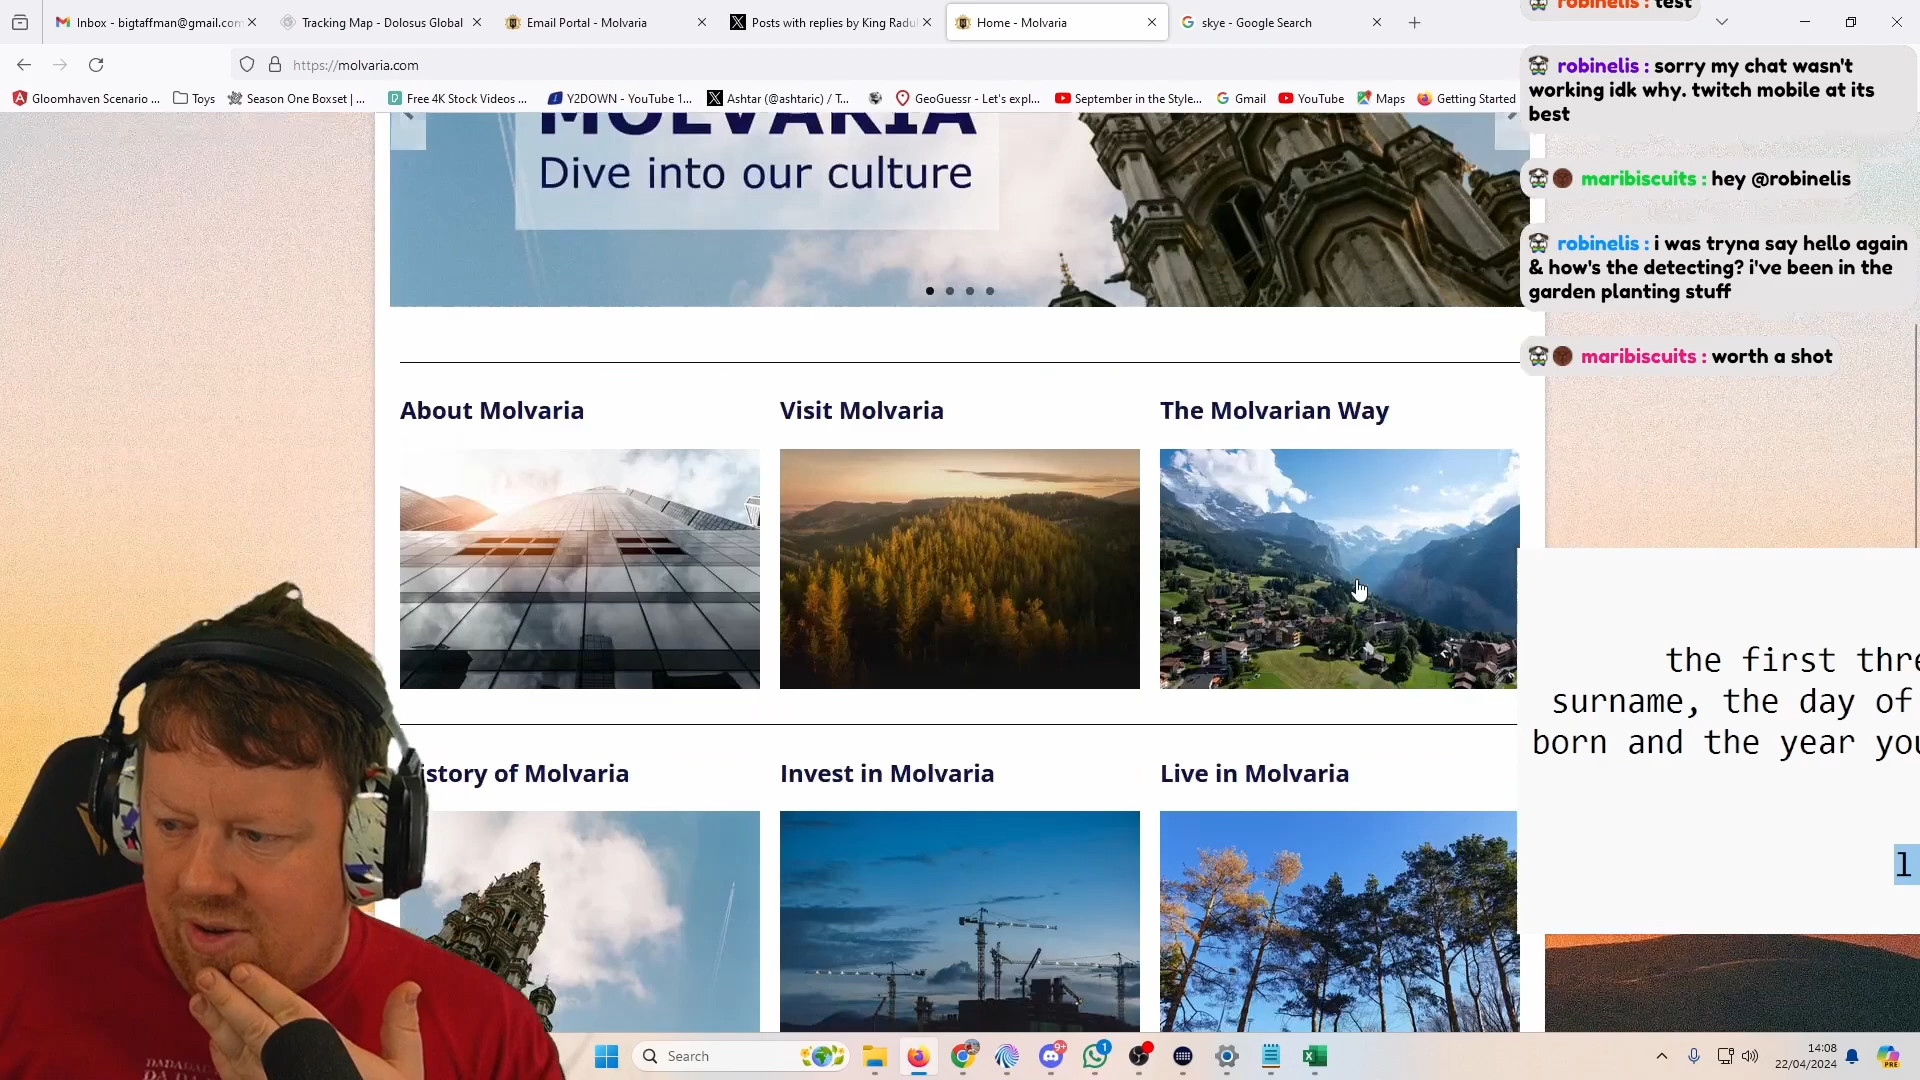 Inbox - bigtaffman@gmail.com
Tracking Map - Dolosus Global
Email Portal - Molvaria
Posts with replies by King Radu
Home - Molvaria
skye - Google Search
robinelis : test
https://molvaria.com
robinelis : sorry my chat wasn't
working idk why. twitch mobile at its
best
Gloomhaven Scenario ...
Toys
Season One Boxset | ...
Free 4K Stock Videos ...
Y2DOWN - YouTube 1...
Ashtar (@ashtaric) / T...
GeoGuessr - Let's expl...
September in the Style...
Gmail
YouTube
Maps
Getting Started
MOLVARIA
Dive into our culture
maribiscuits : hey @robinelis
robinelis : i was tryna say hello again
& how's the detecting? i've been in the
garden planting stuff
maribiscuits : worth a shot
About Molvaria
Visit Molvaria
The Molvarian Way
the first thre
surname, the day of
born and the year you
l
istory of Molvaria
Invest in Molvaria
Live in Molvaria
DADADA
Search
9+
1
14:08
22/04/2024
PRE